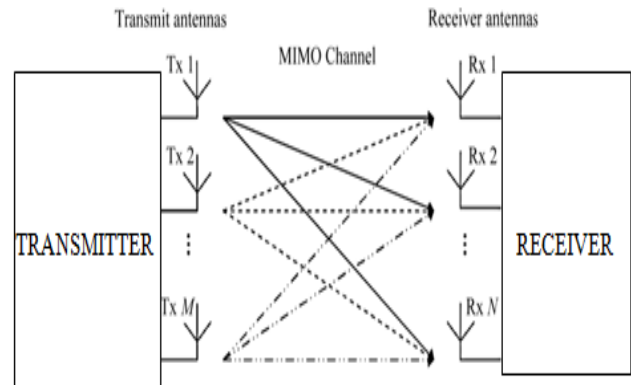 Transmit antennas
Receiver antennas
MIMO Channel
Tx 1
Rx 1
Tx 2
Rx 2
TRANSMITTER
RECEIVER
Tx M
Rx N